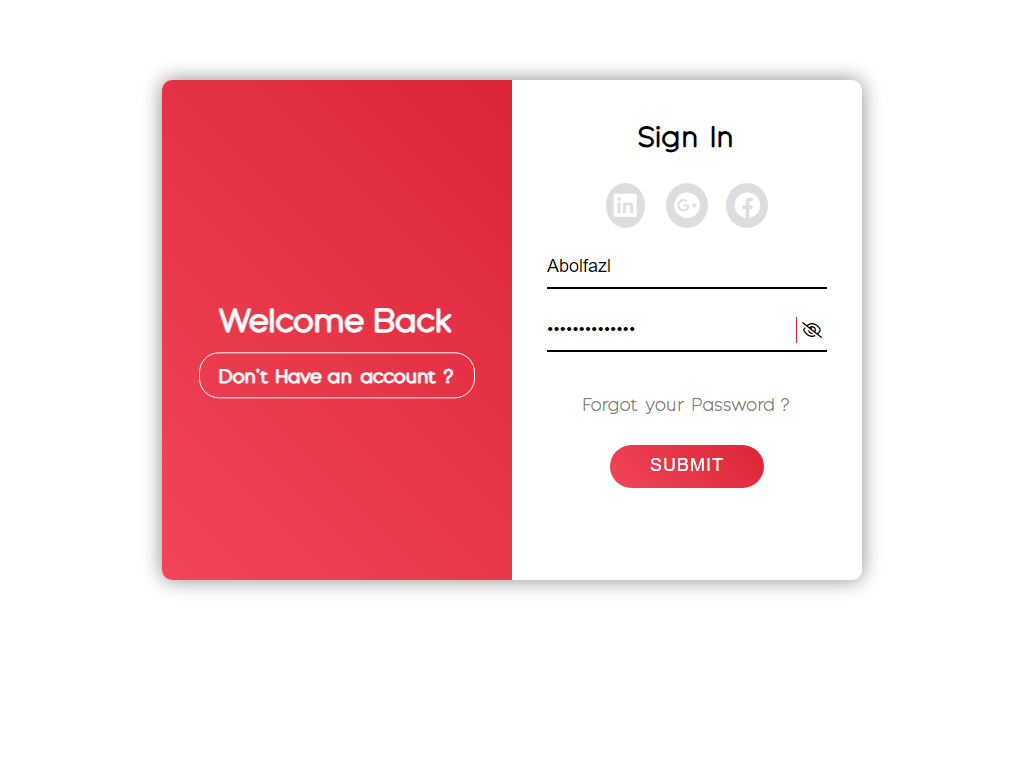 Welcome Back
Don't Have an account ?
Sign In
in
G+
Abolfazl
••••••••••••••
Forgot your Password ?
SUBMIT